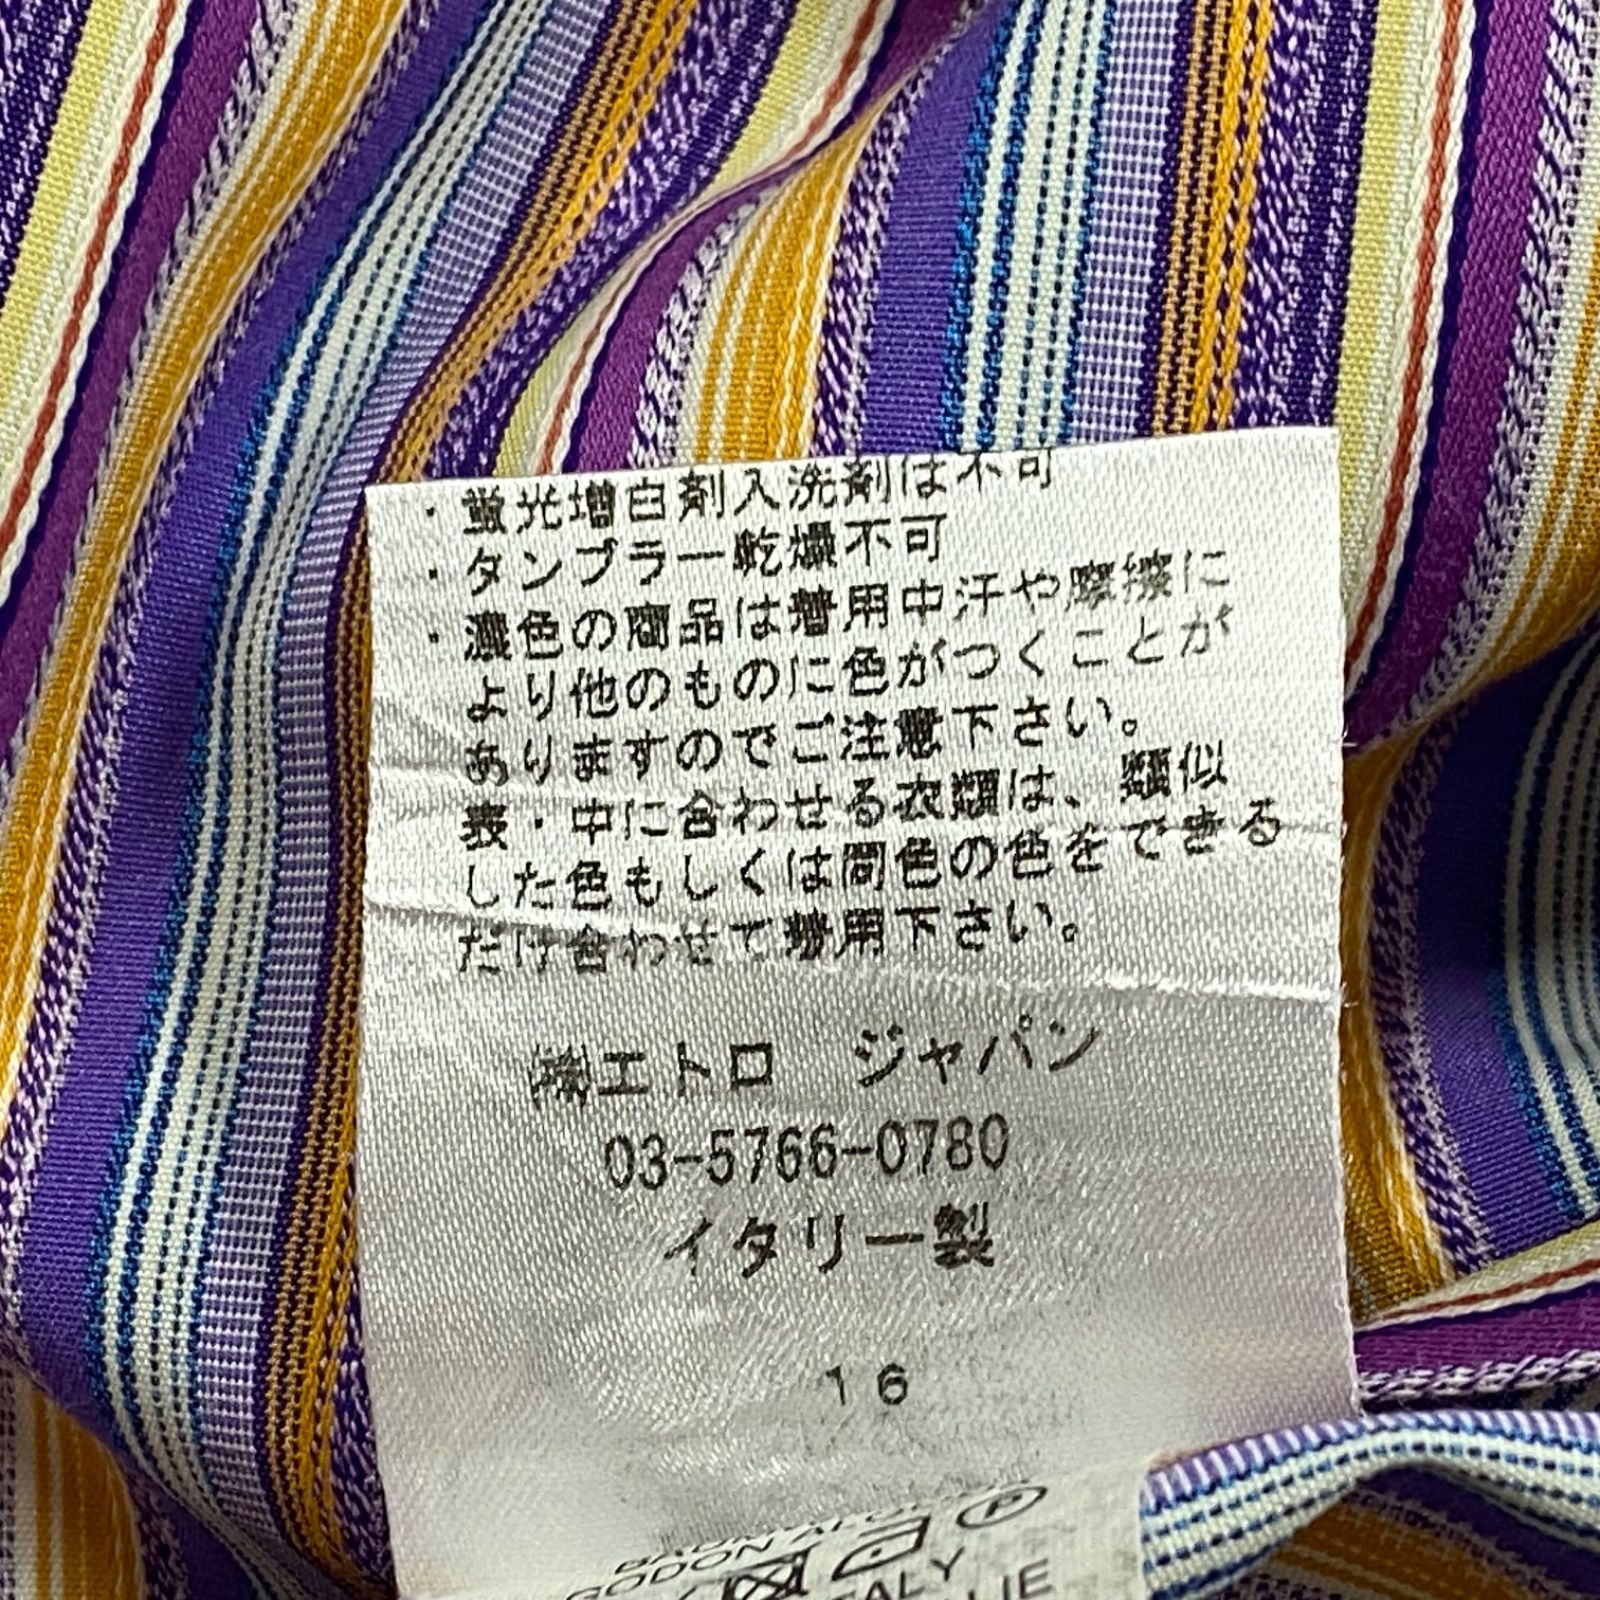 ・蛍光増白剤入洗剤は不可
・タンブラー乾燥不可
・濃色の商品は着用中汗や摩擦に
より他のものに色がつくことが
ありますのでご注意下さい。
表・中に合わせる衣類は、類似
した色もしくは同色の色をできる
だけ合わせて着用下さい。
㈱エトロ ジャパン
03-5766-0780
イタリー製
16
P